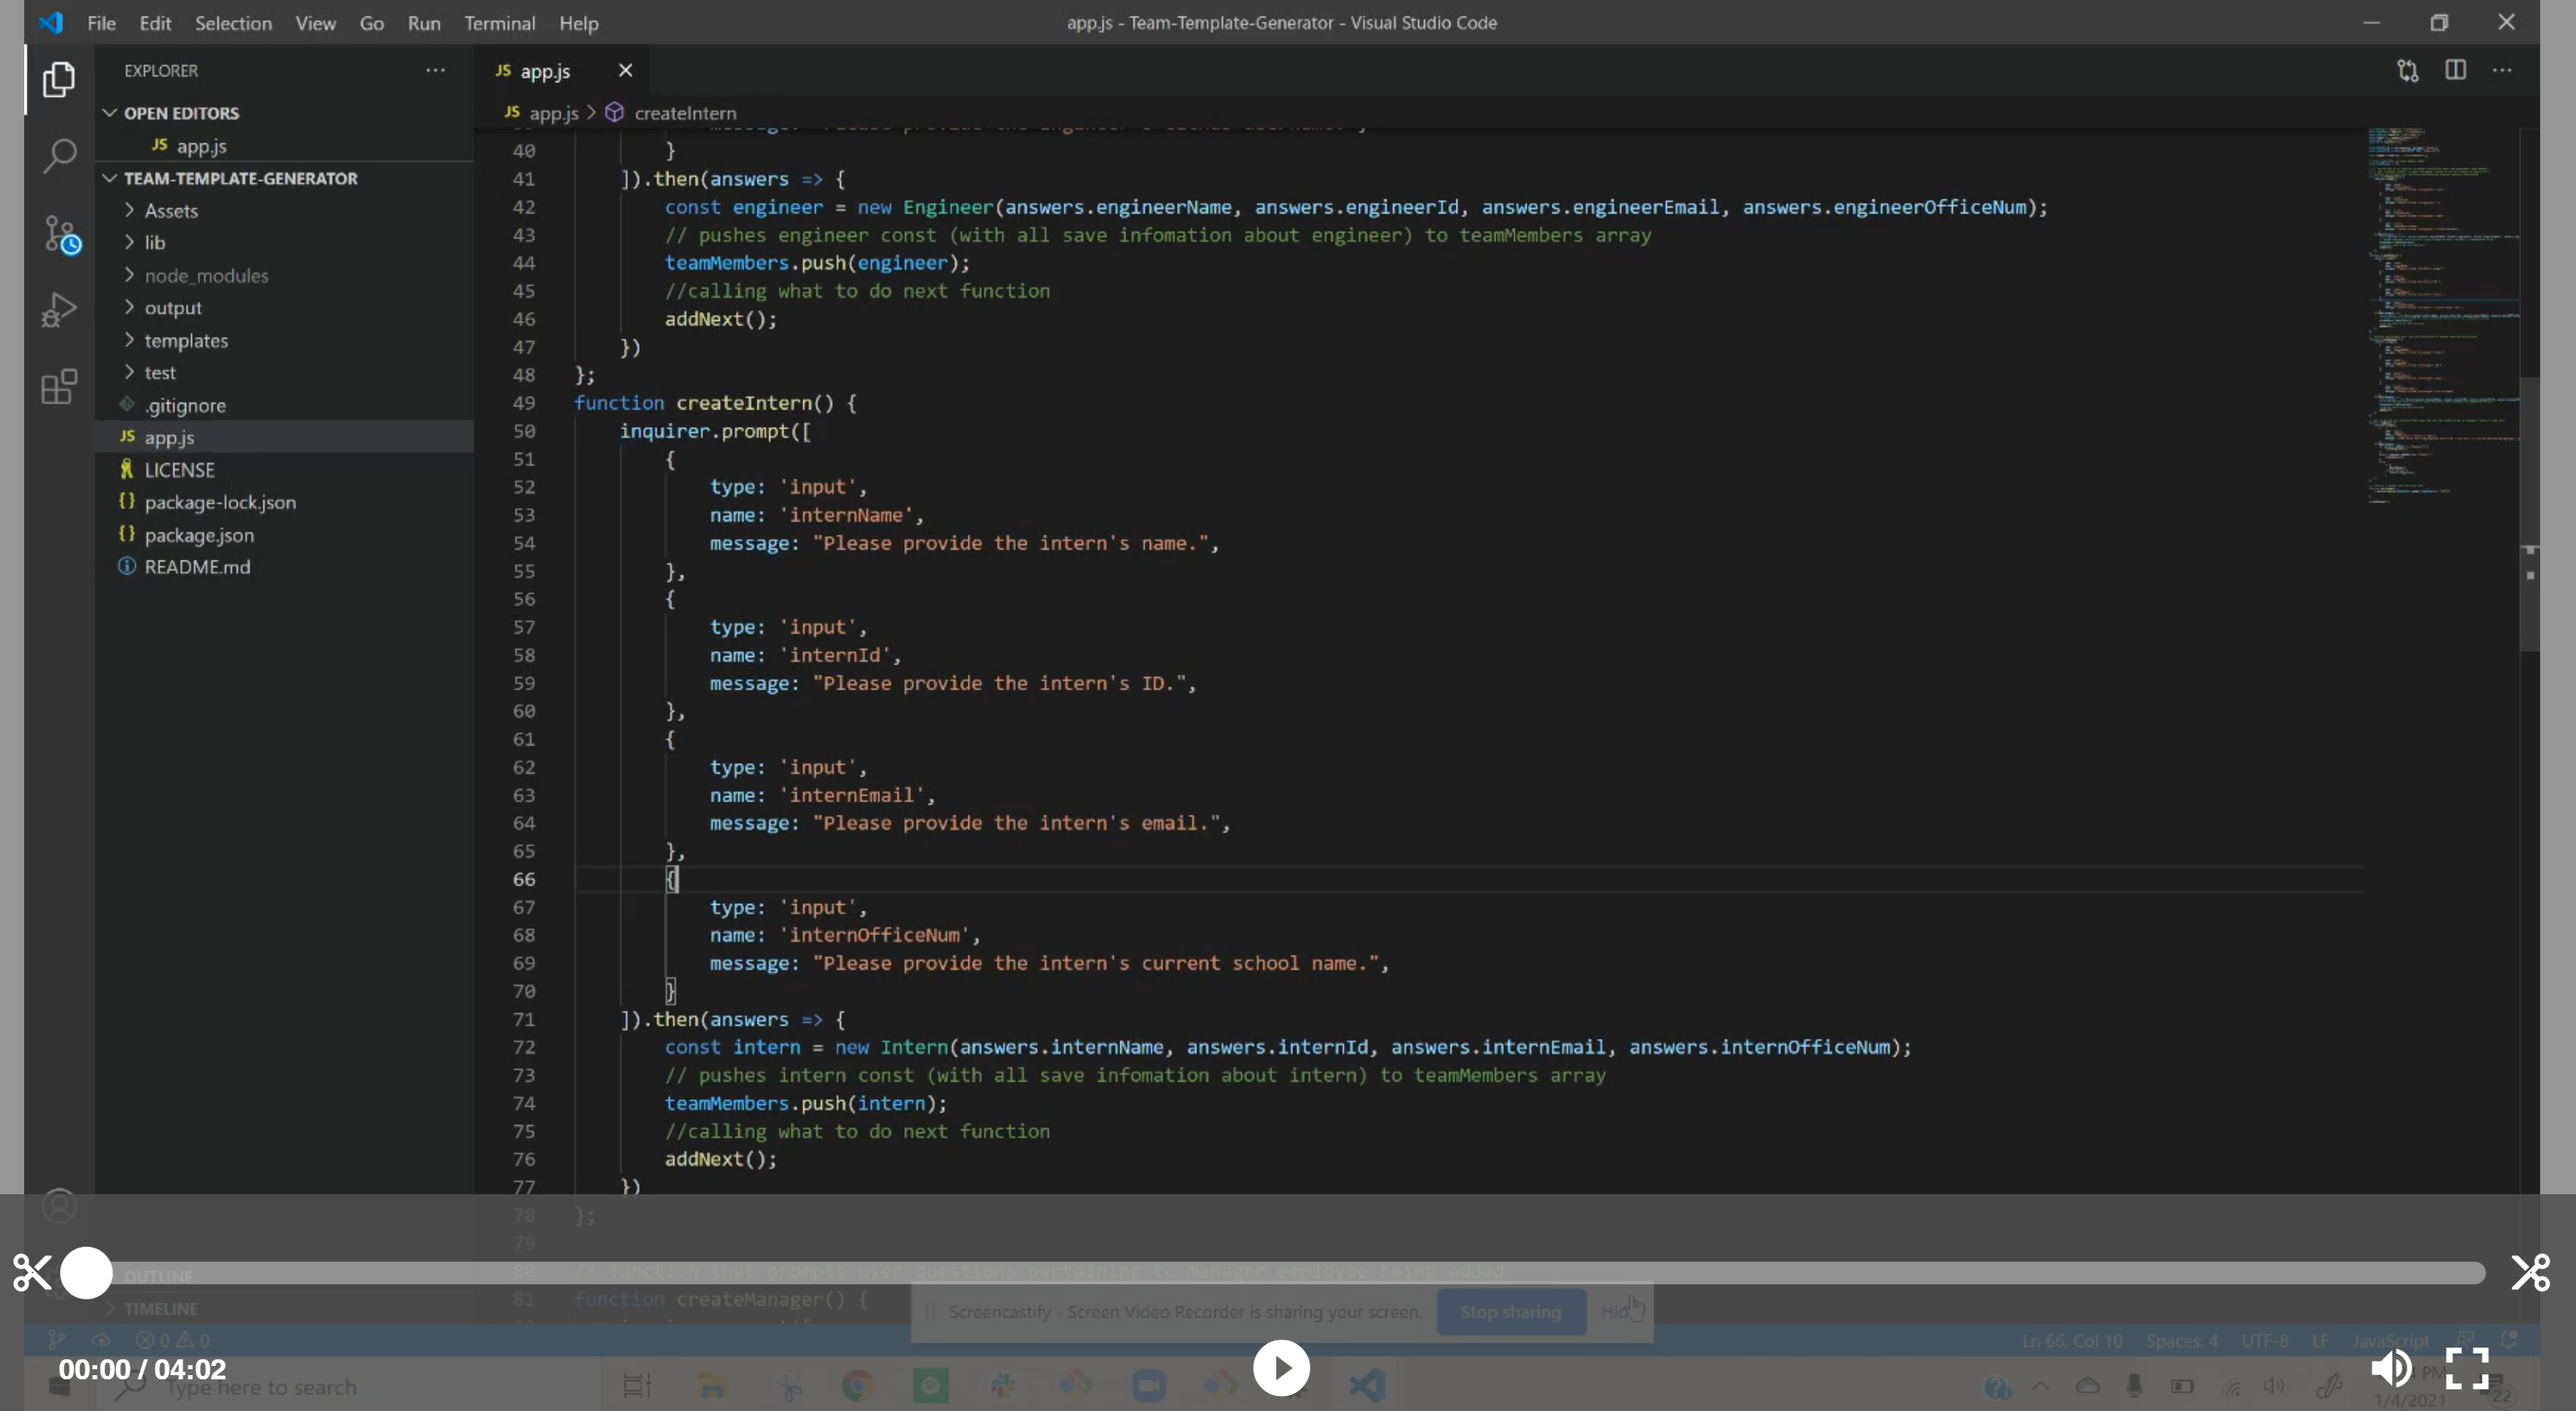 File Edit Selection View Go Run Terminal Help
app.js - Team-Template-Generator - Visual Studio Code
EXPLORER
OPEN EDITORS
JS app.js
TEAM-TEMPLATE-GENERATOR
Assets
lib
node_modules
output
templates
test
.gitignore
JS app.js
LICENSE
{} package-lock.json
{} package.json
README.md
OUTLINE
TIMELINE
JS app.js
JS app.js > createIntern
40 }
41 ]).then(answers => {
42 const engineer = new Engineer(answers.engineerName, answers.engineerId, answers.engineerEmail, answers.engineerOfficeNum);
43 // pushes engineer const (with all save infomation about engineer) to teamMembers array
44 teamMembers.push(engineer);
45 //calling what to do next function
46 addNext();
47 })
48 };
49 function createIntern() {
50 inquirer.prompt([
51 {
52 type: 'input',
53 name: 'internName',
54 message: "Please provide the intern's name.",
55 },
56 {
57 type: 'input',
58 name: 'internId',
59 message: "Please provide the intern's ID.",
60 },
61 {
62 type: 'input',
63 name: 'internEmail',
64 message: "Please provide the intern's email.",
65 },
66 {
67 type: 'input',
68 name: 'internOfficeNum',
69 message: "Please provide the intern's current school name.",
70 }
71 ]).then(answers => {
72 const intern = new Intern(answers.internName, answers.internId, answers.internEmail, answers.internOfficeNum);
73 // pushes intern const (with all save infomation about intern) to teamMembers array
74 teamMembers.push(intern);
75 //calling what to do next function
76 addNext();
77 })
78 };
79
80 // function that prompts user questions pertaining to manager employee being added
81 function createManager() {
Screencastify - Screen Video Recorder is sharing your screen. Stop sharing Hide
0 0
Ln 66, Col 10 Spaces: 4 UTF-8 LF JavaScript
00:00 / 04:02
Type here to search
PM
1/4/2021
22